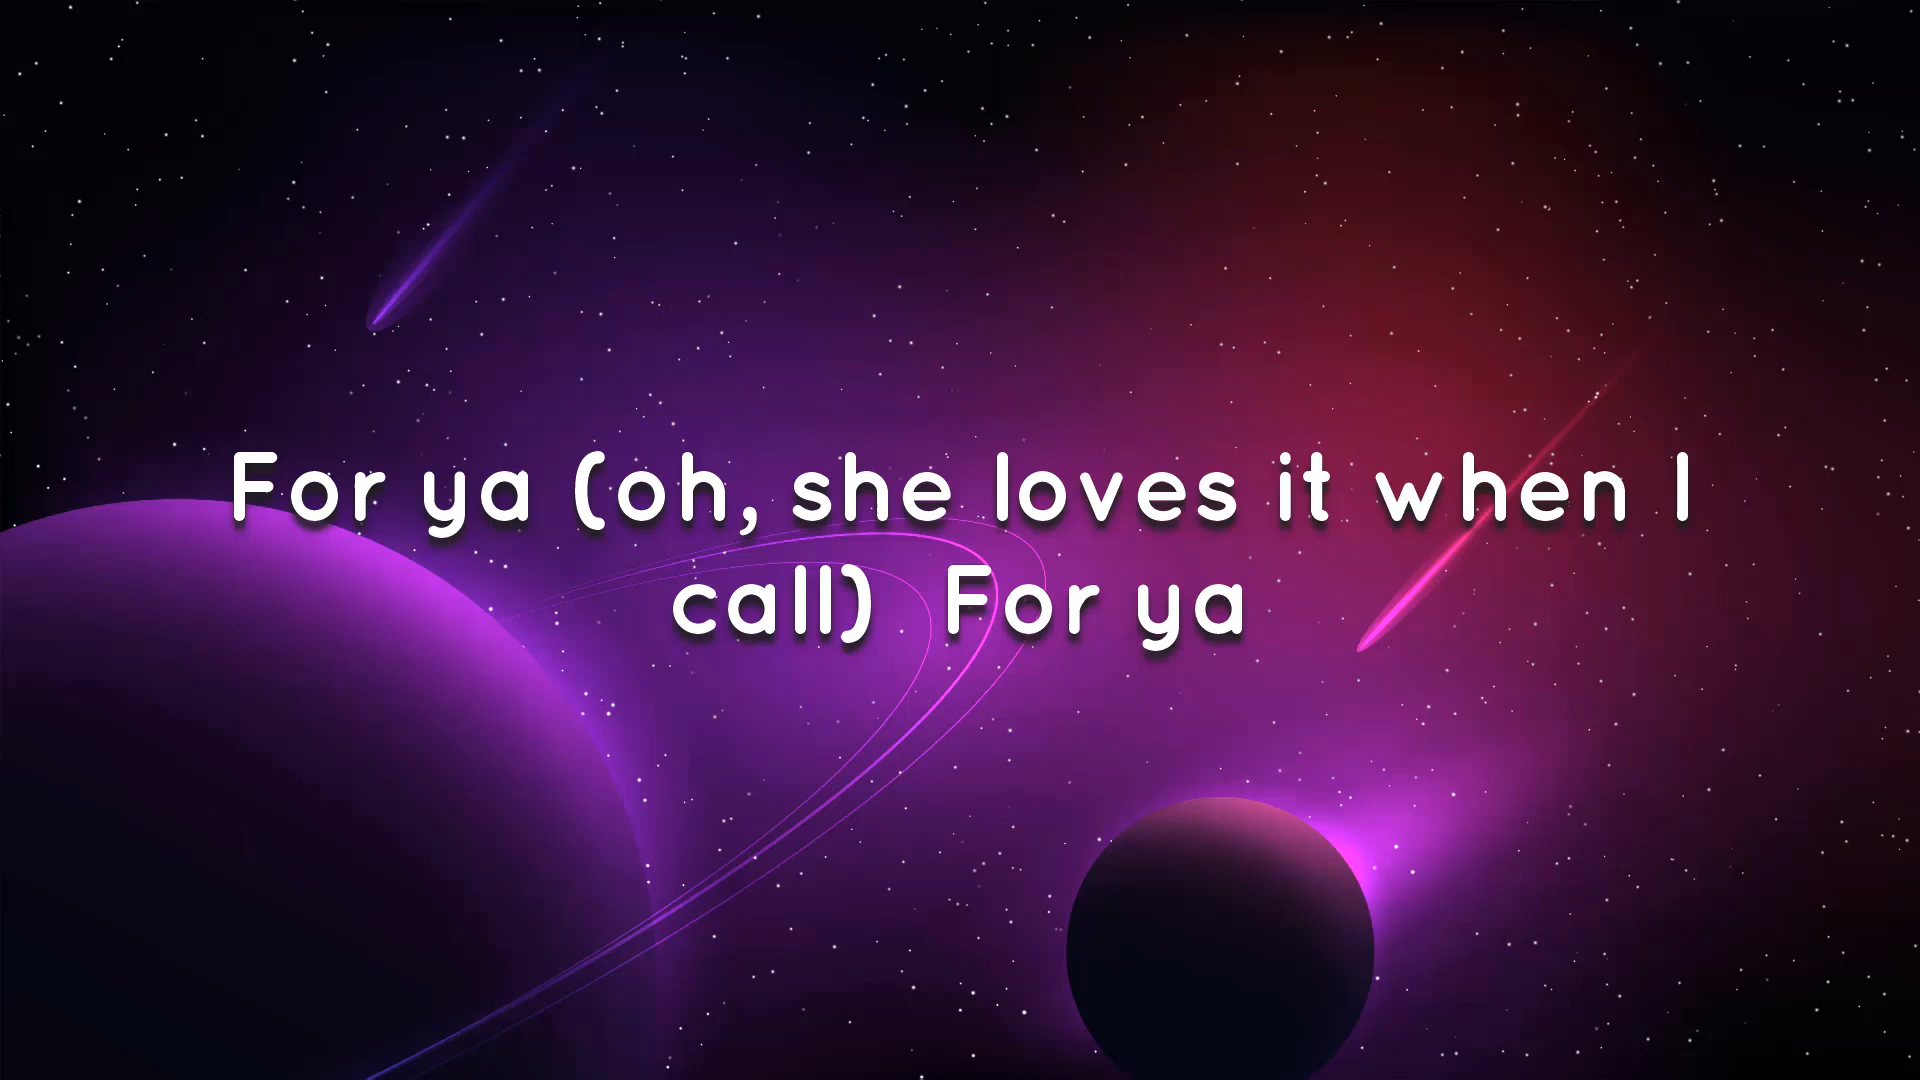 For ya (oh, she loves it when I
call)  For ya